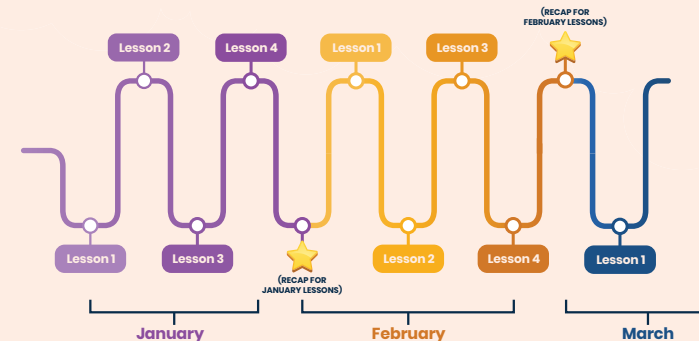 (RECAP FOR
FEBRUARY LESSONS)
Lesson 2
Lesson 4
Lesson 1
Lesson 3
Lesson 1
Lesson 3
Lesson 2
Lesson 4
Lesson 1
(RECAP FOR
JANUARY LESSONS)
January
February
March